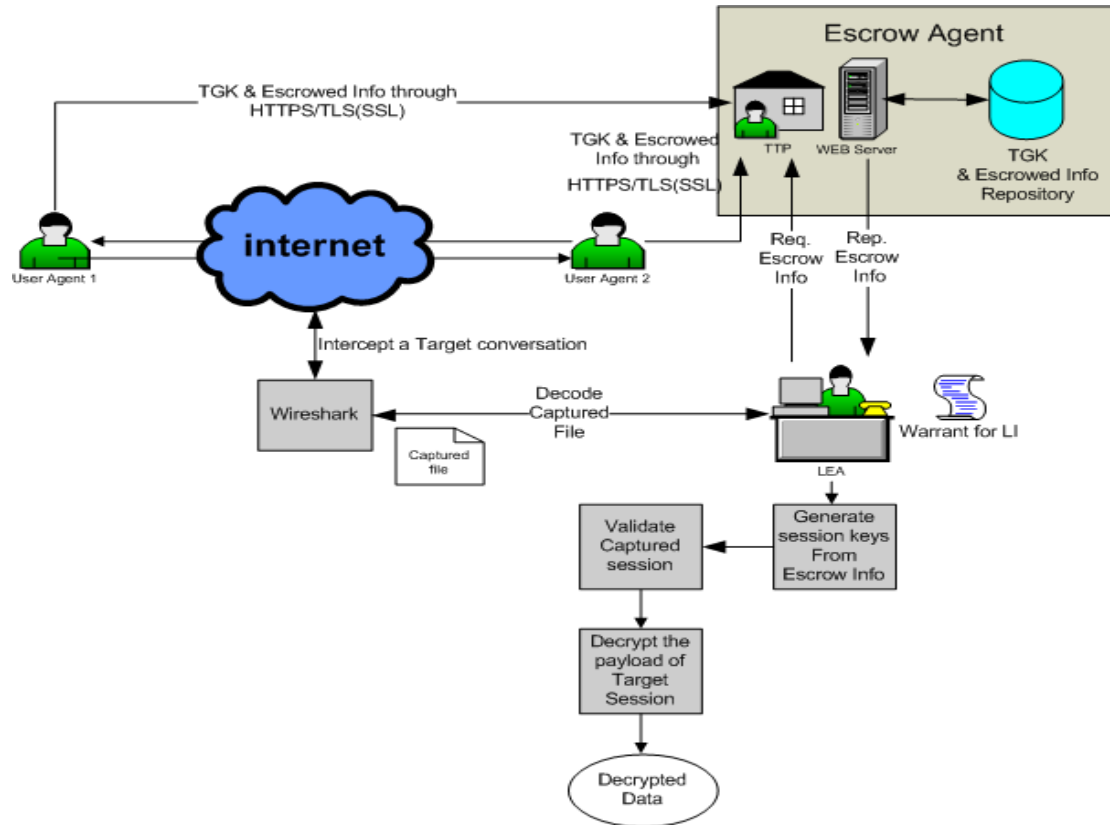 Escrow Agent
TTP
WEB Server
TGK
& Escrowed Info
Repository
TGK & Escrowed Info through
HTTPS/TLS(SSL)
TGK & Escrowed
Info through
HTTPS/TLS(SSL)
internet
User Agent 1
User Agent 2
Req.
Escrow
Info
Rep.
Escrow
Info
Intercept a Target conversation
Wireshark
Decode
Captured
File
Captured
file
Warrant for LI
LEA
Generate
session keys
From
Escrow Info
Validate
Captured
session
Decrypt the
payload of
Target
Session
Decrypted
Data